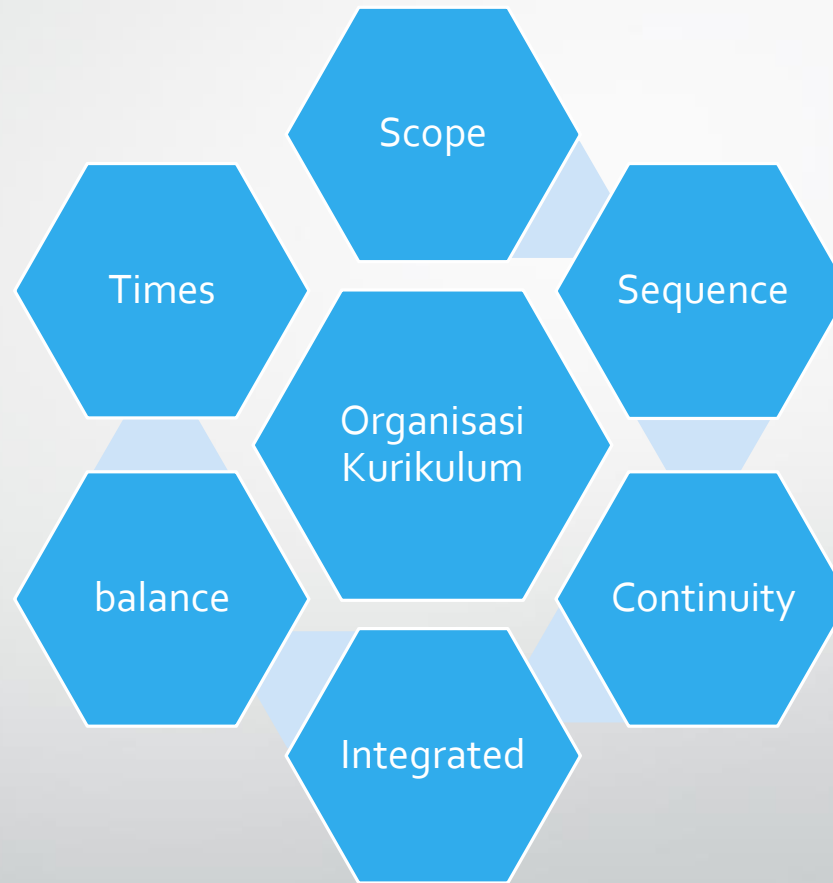 Scope
Times
Sequence
Organisasi
Kurikulum
balance
Continuity
Integrated